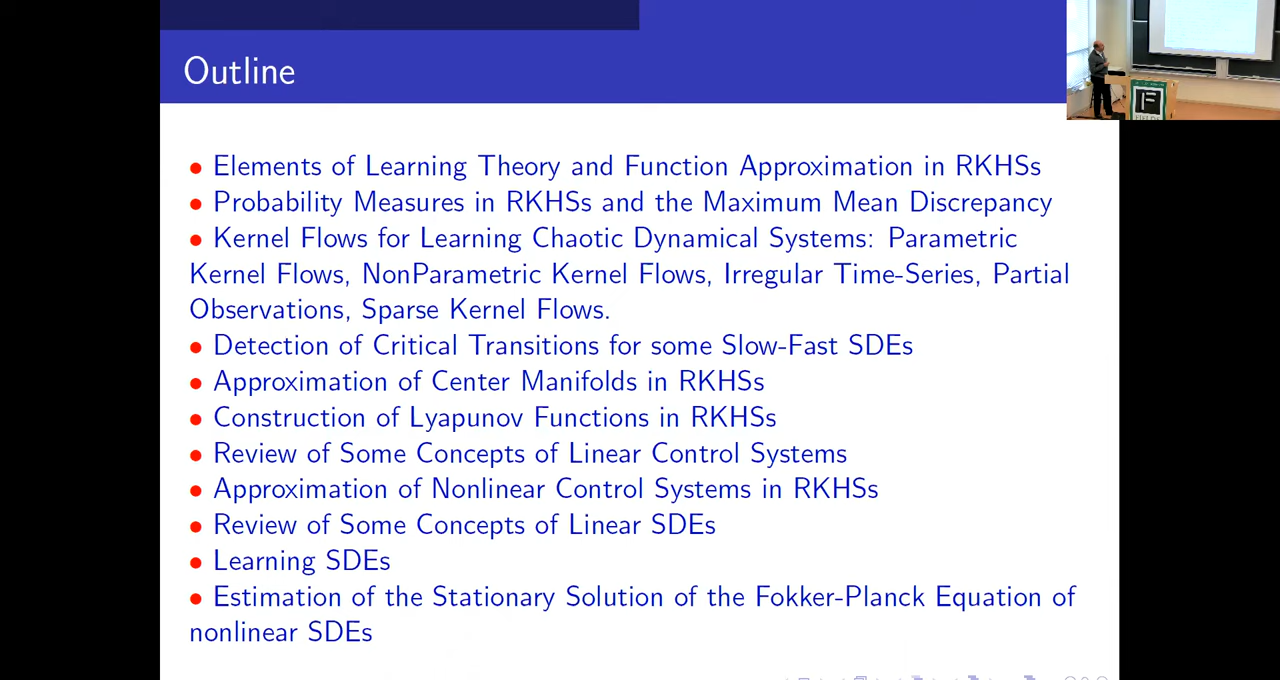 Outline
• Elements of Learning Theory and Function Approximation in RKHSs
• Probability Measures in RKHSs and the Maximum Mean Discrepancy
• Kernel Flows for Learning Chaotic Dynamical Systems: Parametric
Kernel Flows, NonParametric Kernel Flows, Irregular Time-Series, Partial
Observations, Sparse Kernel Flows.
• Detection of Critical Transitions for some Slow-Fast SDEs
• Approximation of Center Manifolds in RKHSs
• Construction of Lyapunov Functions in RKHSs
• Review of Some Concepts of Linear Control Systems
• Approximation of Nonlinear Control Systems in RKHSs
• Review of Some Concepts of Linear SDEs
• Learning SDEs
• Estimation of the Stationary Solution of the Fokker-Planck Equation of
nonlinear SDEs
F
FIELDS